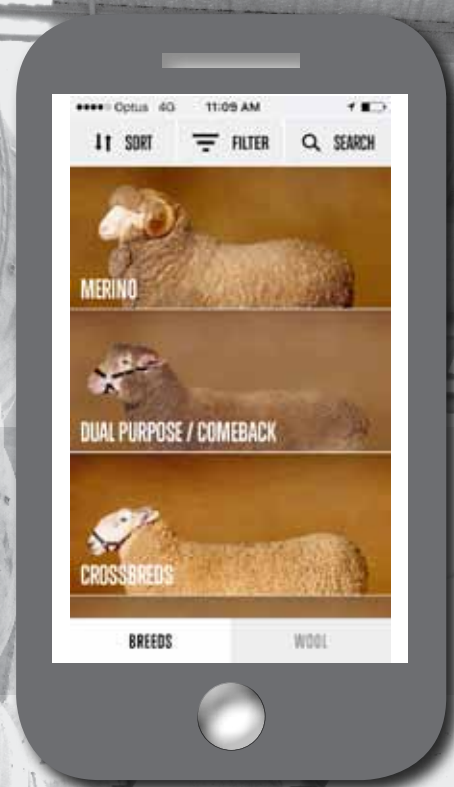 Optus 4G 11:09 AM
SORT FILTER SEARCH
MERINO
DUAL PURPOSE / COMEBACK
CROSSBREDS
BREEDS WOOL